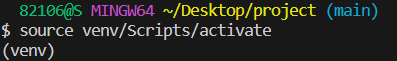 82106@S MINGW64 ~/Desktop/project (main)
$ source venv/Scripts/activate
(venv)